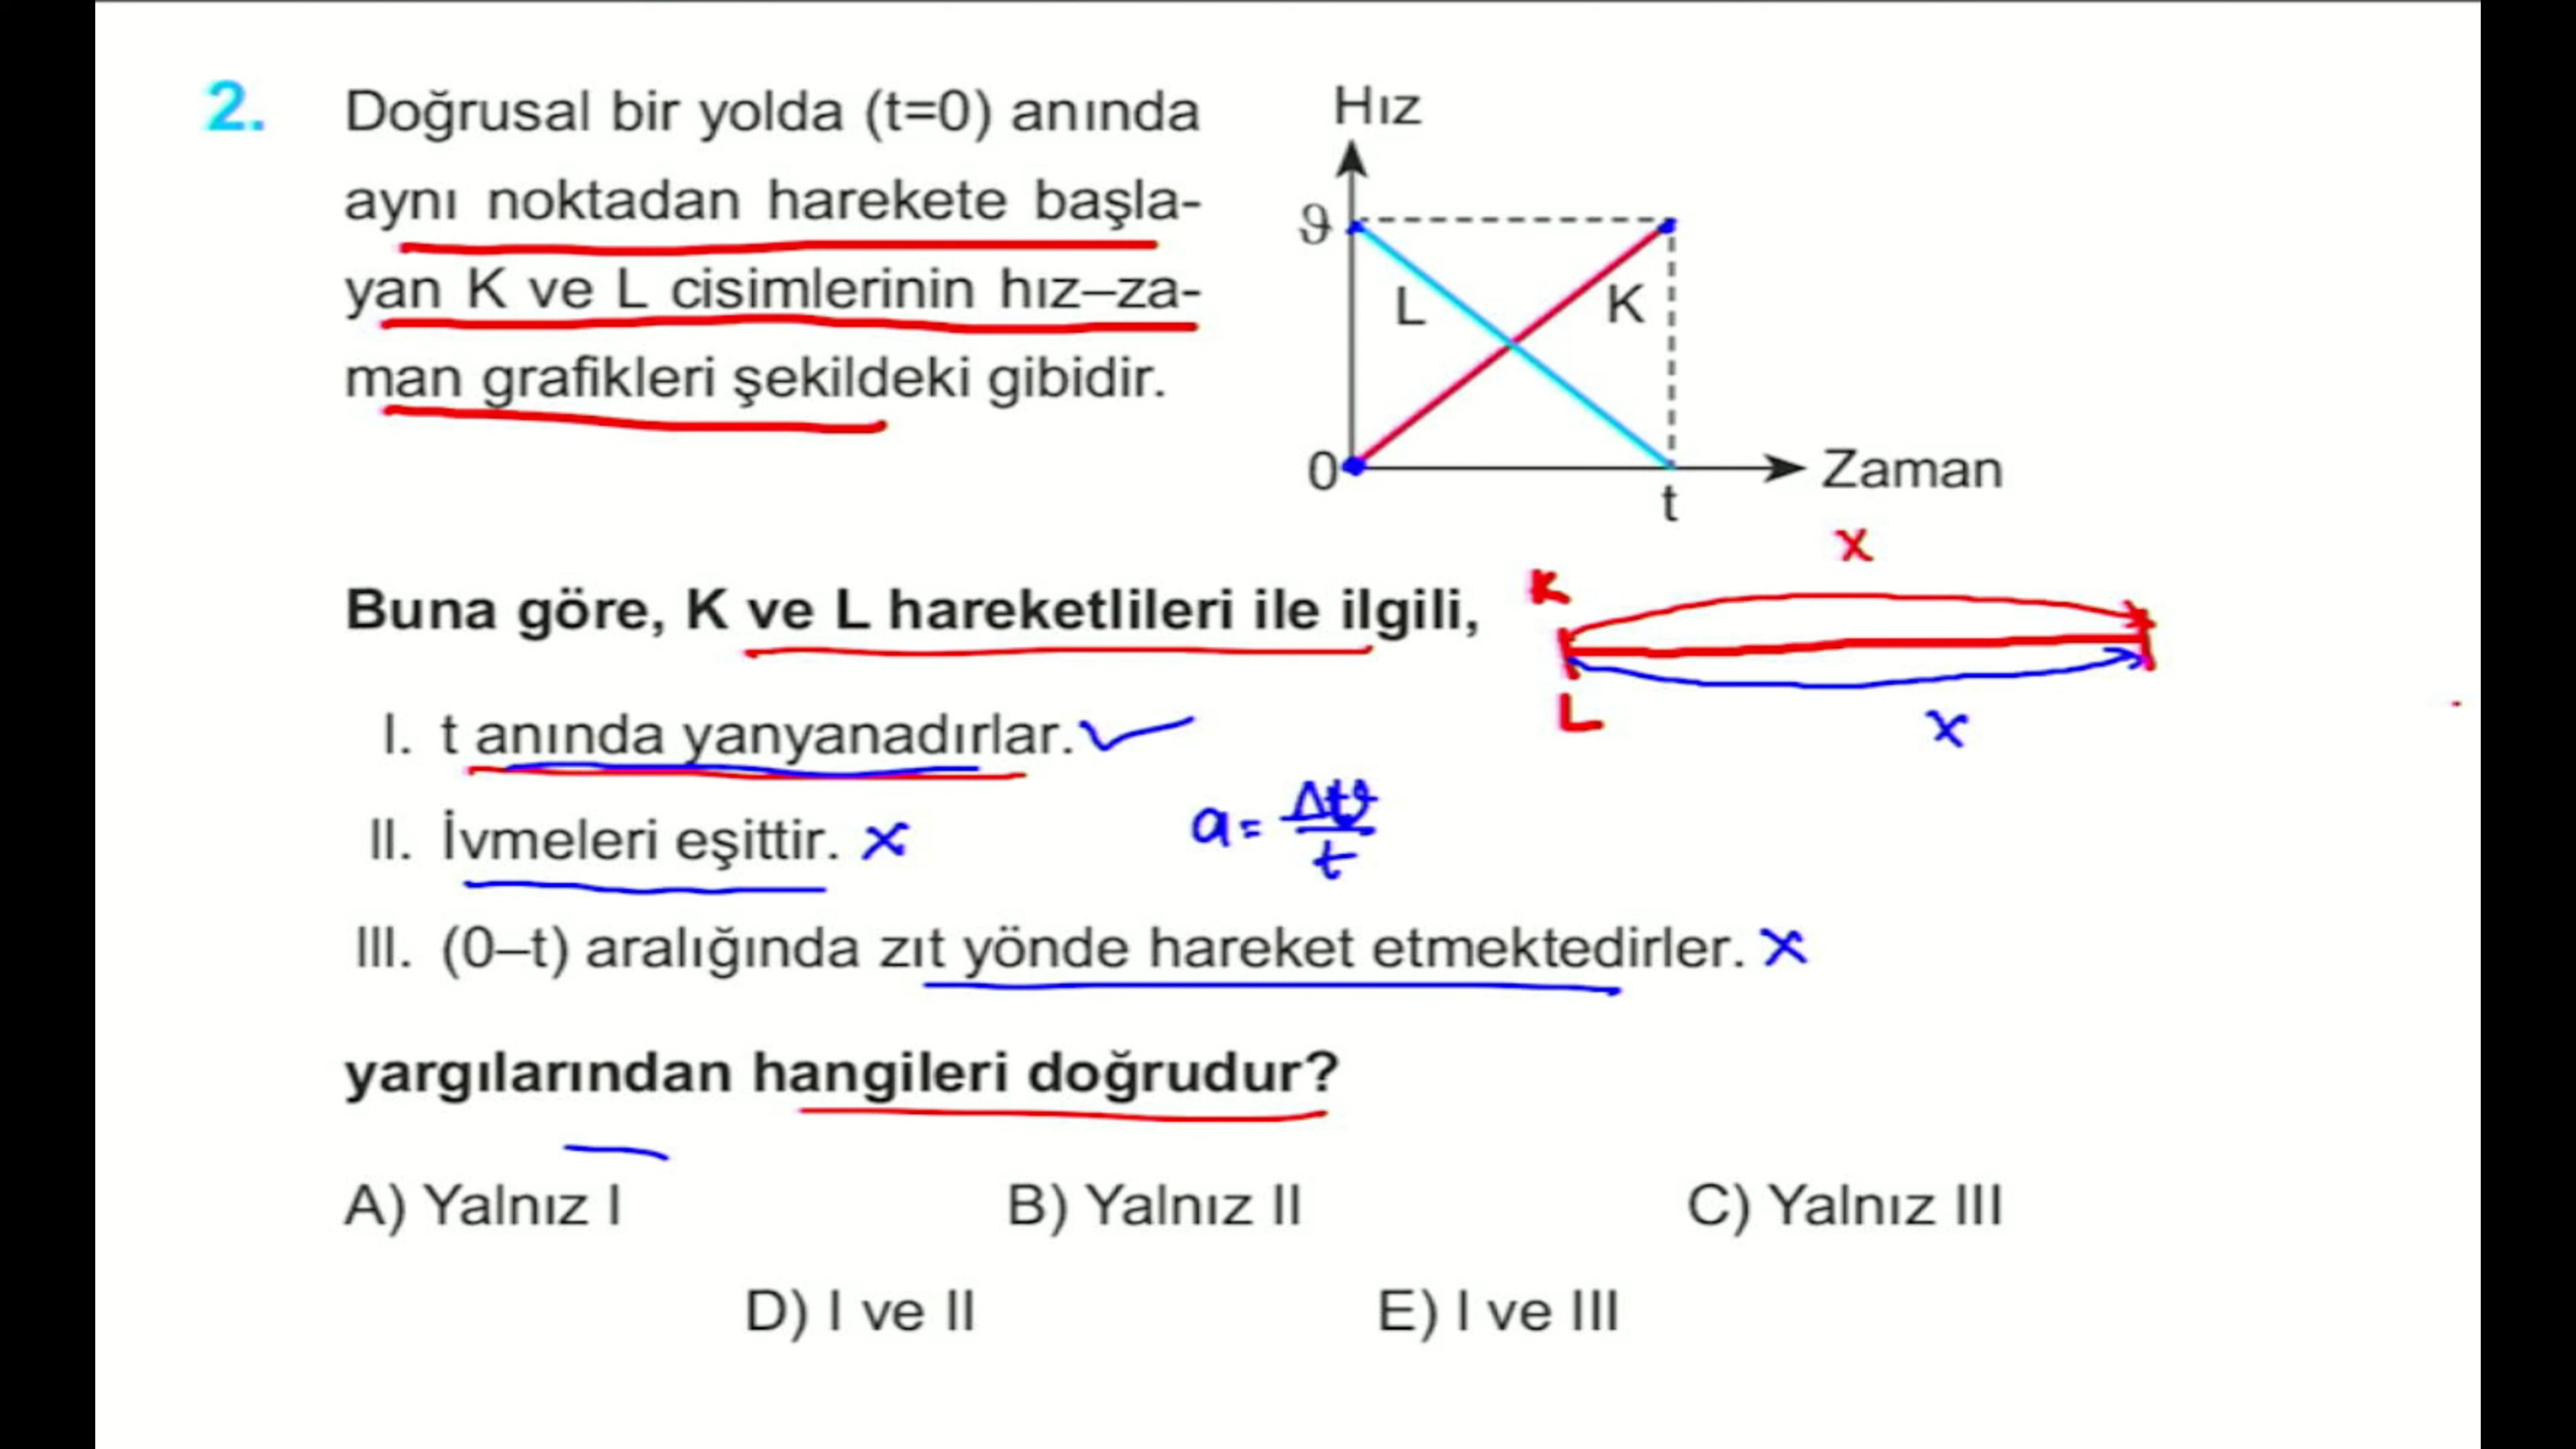 2. Doğrusal bir yolda (t=0) anında
aynı noktadan harekete başla-
yan K ve L cisimlerinin hız–za-
man grafikleri şekildeki gibidir.
Hız
ϑ
L
K
0
t
Zaman
Buna göre, K ve L hareketlileri ile ilgili,
K
x
L
x
I. t anında yanyanadırlar.
II. İvmeleri eşittir. x
a=
t
III. (0–t) aralığında zıt yönde hareket etmektedirler. x
yargılarından hangileri doğrudur?
A) Yalnız I B) Yalnız II C) Yalnız III
D) I ve II E) I ve III